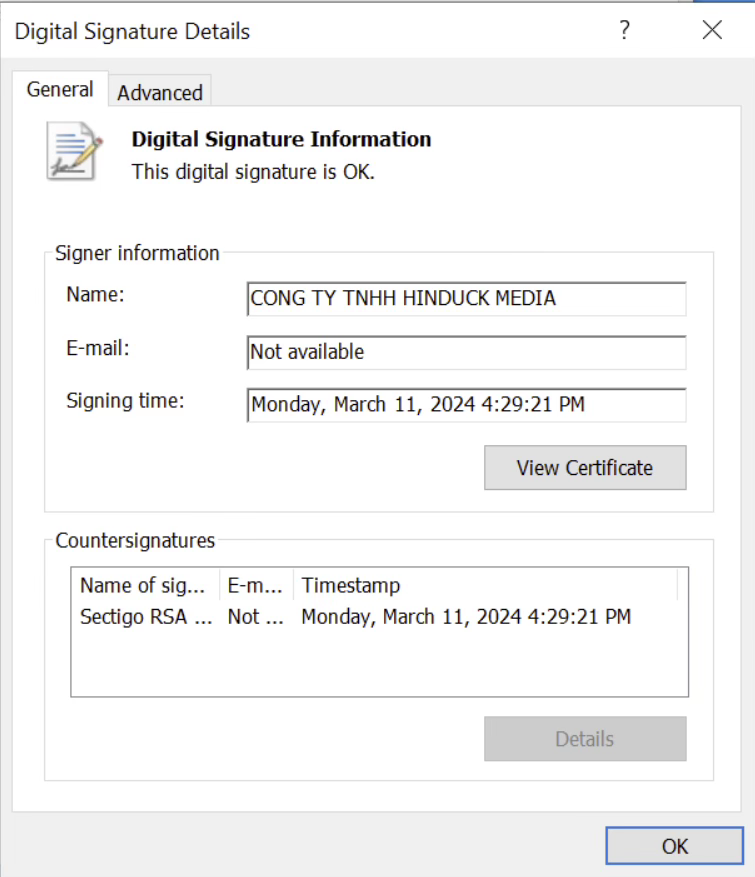 Digital Signature Details ?
General Advanced
Digital Signature Information
This digital signature is OK.
Signer information
Name: CONG TY TNHH HINDUCK MEDIA
E-mail: Not available
Signing time: Monday, March 11, 2024 4:29:21 PM
View Certificate
Countersignatures
Name of sig... E-m... Timestamp
Sectigo RSA ... Not ... Monday, March 11, 2024 4:29:21 PM
Details
OK